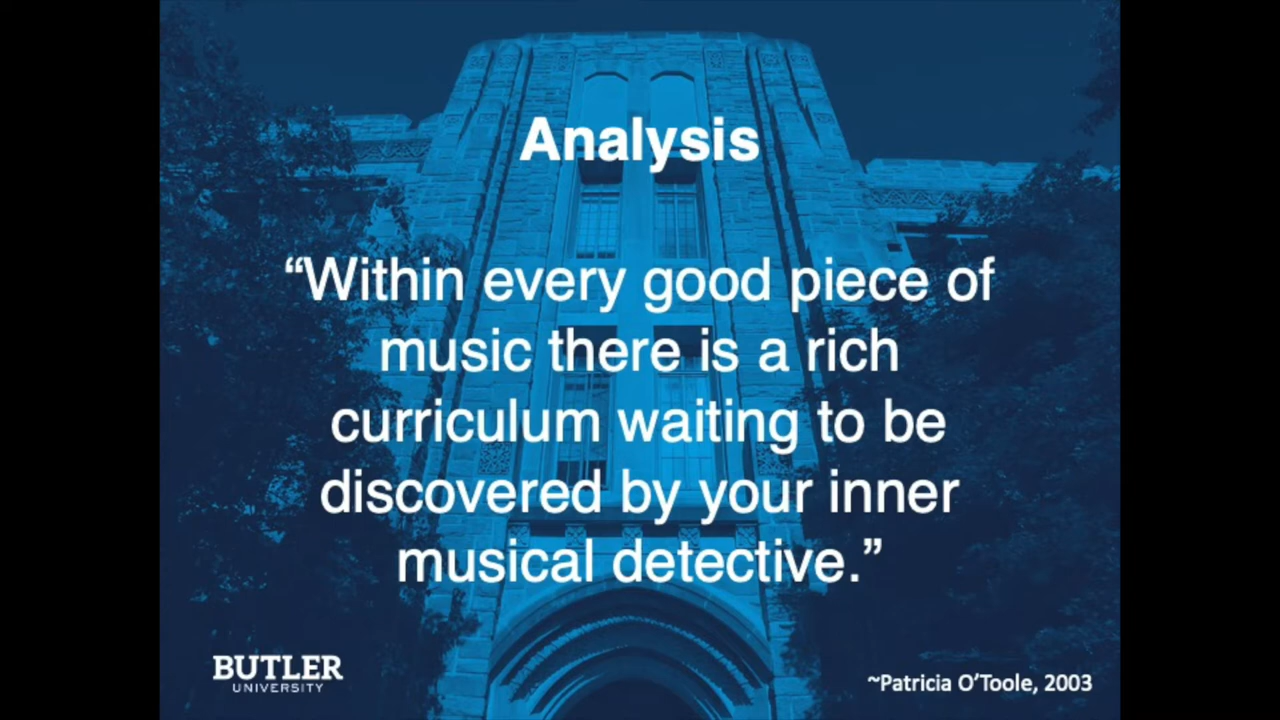 Analysis
“Within every good piece of
music there is a rich
curriculum waiting to be
discovered by your inner
musical detective.”
BUTLER
UNIVERSITY
~Patricia O’Toole, 2003